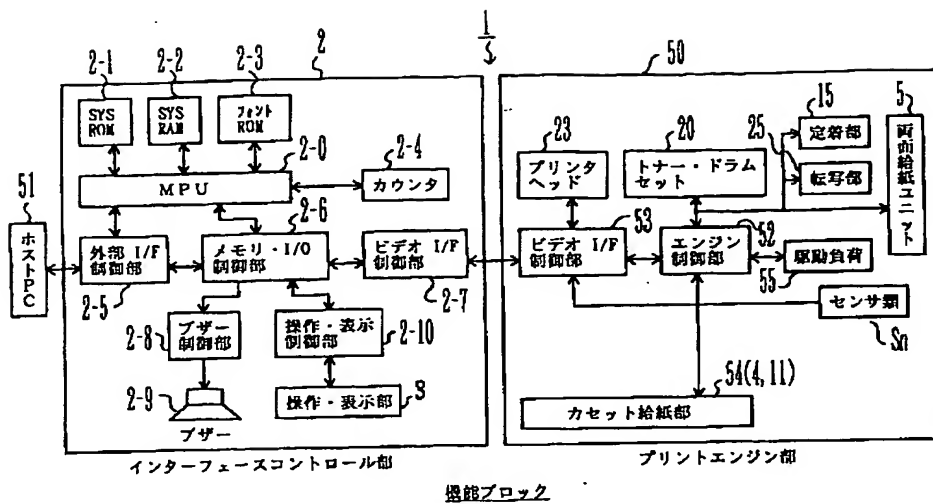 1
2
50
2-1
2-2
2-3
SYS
ROM
SYS
RAM
フォント
ROM
2-0
MPU
2-4
カウンタ
51
ホストPC
外部 I/F
制御部
2-5
2-6
メモリ・I/O
制御部
ビデオ I/F
制御部
2-7
2-8
ブザー
制御部
2-9
ブザー
操作・表示
制御部
2-10
操作・表示部
3
インターフェースコントロール部
23
プリンタ
ヘッド
20
トナー・ドラム
セット
15
定着部
25
転写部
5
両面給紙ユニット
53
ビデオ I/F
制御部
52
エンジン
制御部
駆動負荷
55
センサ類
Sn
54(4,11)
カセット給紙部
プリントエンジン部
機能ブロック